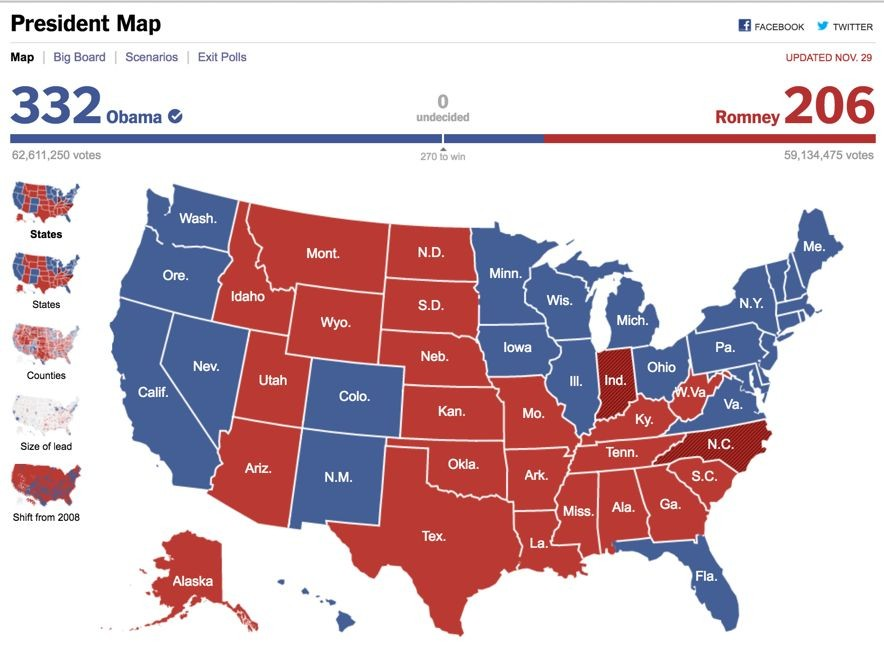 President Map
FACEBOOK TWITTER
Map Big Board Scenarios Exit Polls
UPDATED NOV. 29
332 Obama
0
undecided
Romney 206
62,611,250 votes
270 to win
59,134,475 votes
States
States
Counties
Size of lead
Shift from 2008
Wash.
Ore.
Calif.
Nev.
Idaho
Mont.
Wyo.
Utah
Colo.
Ariz.
N.M.
N.D.
S.D.
Neb.
Kan.
Okla.
Tex.
Minn.
Iowa
Mo.
Ark.
La.
Wis.
Ill.
Mich.
Ind.
Ohio
Ky.
Tenn.
Miss.
Ala.
Ga.
Fla.
S.C.
N.C.
Va.
W.Va.
Pa.
N.Y.
Me.
Alaska